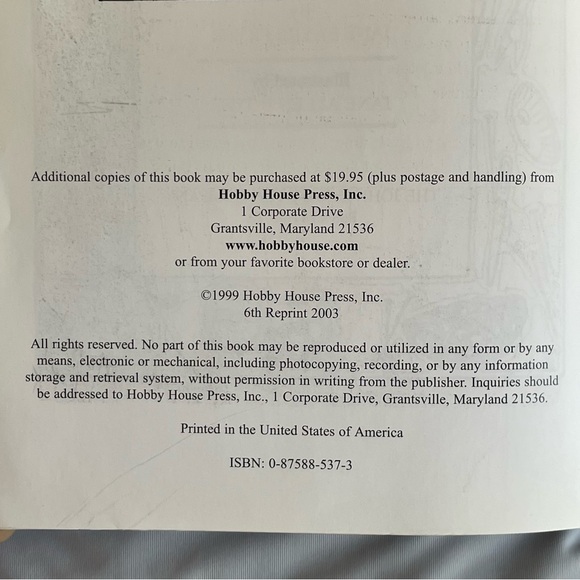 Additional copies of this book may be purchased at $19.95 (plus postage and handling) from
Hobby House Press, Inc.
1 Corporate Drive
Grantsville, Maryland 21536
www.hobbyhouse.com
or from your favorite bookstore or dealer.
©1999 Hobby House Press, Inc.
6th Reprint 2003
All rights reserved. No part of this book may be reproduced or utilized in any form or by any
means, electronic or mechanical, including photocopying, recording, or by any information
storage and retrieval system, without permission in writing from the publisher. Inquiries should
be addressed to Hobby House Press, Inc., 1 Corporate Drive, Grantsville, Maryland 21536.
Printed in the United States of America
ISBN: 0-87588-537-3